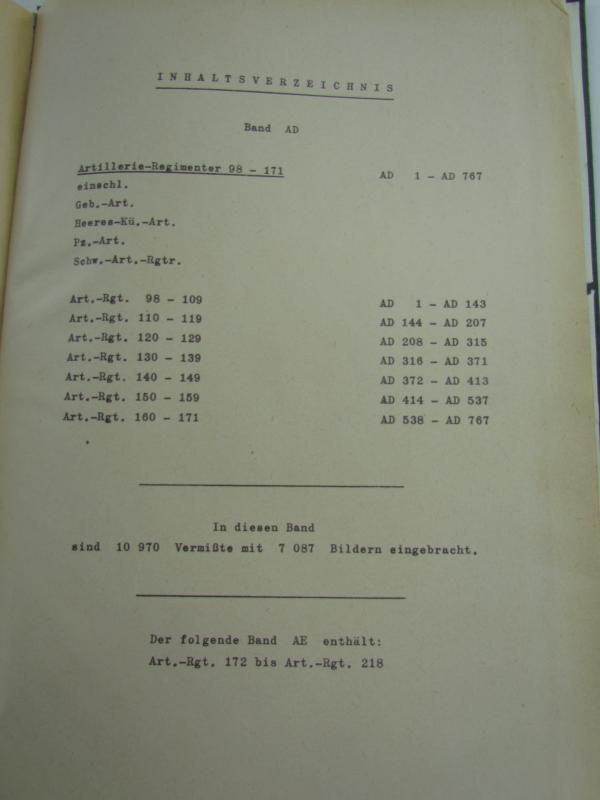 INHALTSVERZEICHNIS
Band AD
Artillerie-Regimenter 98 - 171 AD 1 - AD 767
einschl.
Geb.-Art.
Heeres-Kü.-Art.
Pz.-Art.
Schw.-Art.-Rgtr.
Art.-Rgt. 98 - 109 AD 1 - AD 143
Art.-Rgt. 110 - 119 AD 144 - AD 207
Art.-Rgt. 120 - 129 AD 208 - AD 315
Art.-Rgt. 130 - 139 AD 316 - AD 371
Art.-Rgt. 140 - 149 AD 372 - AD 413
Art.-Rgt. 150 - 159 AD 414 - AD 537
Art.-Rgt. 160 - 171 AD 538 - AD 767
In diesen Band
sind 10 970 Vermißte mit 7 087 Bildern eingebracht.
Der folgende Band AE enthält:
Art.-Rgt. 172 bis Art.-Rgt. 218